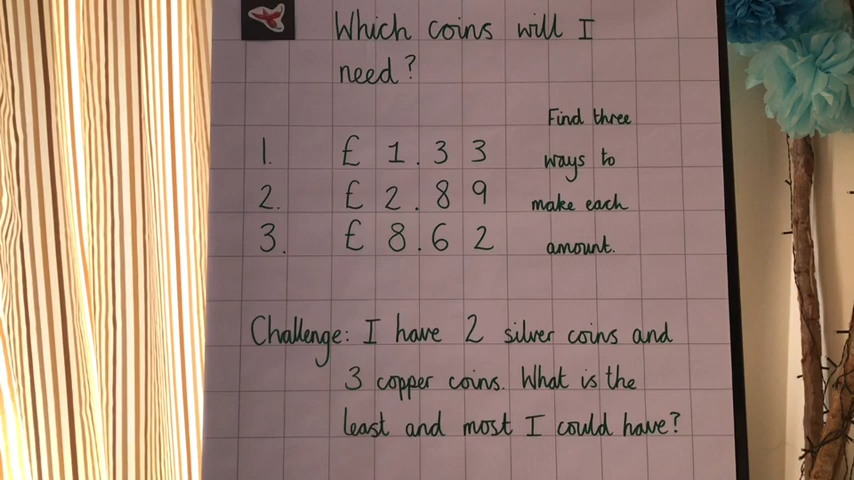 Which coins will I
need?
Find three
1. £ 1.33 ways to
2. £ 2.89 make each
3. £ 8.62 amount.
Challenge: I have 2 silver coins and
3 copper coins. What is the
least and most I could have?